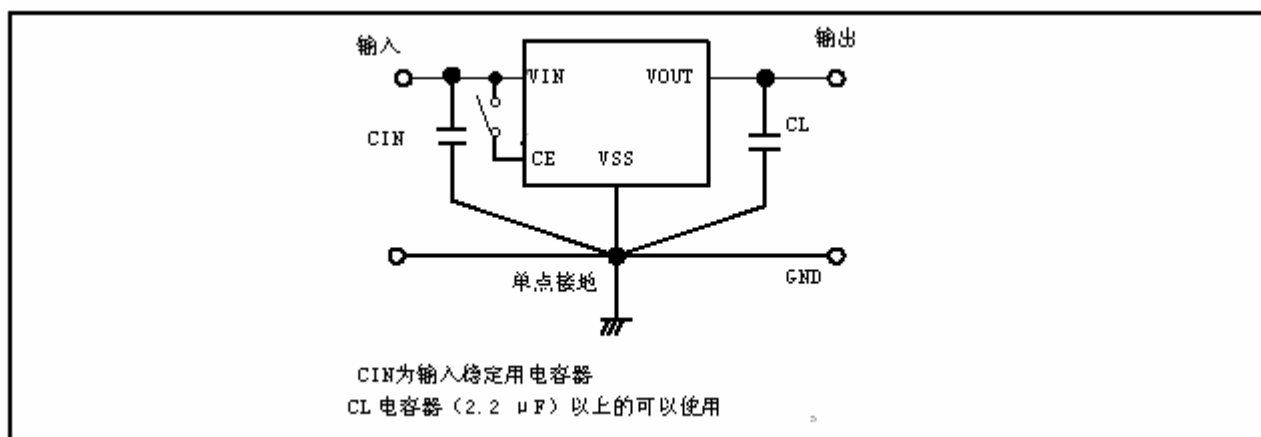 输入
输出
VIN
VOUT
CIN
CL
CE
VSS
单点接地
GND
CIN为输入稳定用电容器
CL 电容器（2.2 μF）以上的可以使用